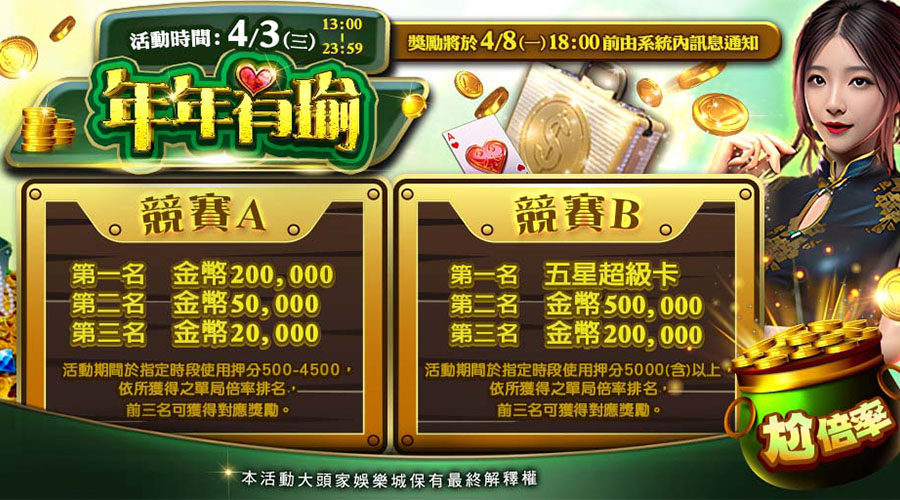 活動時間：4/3(三) 13:00-23:59
獎勵將於4/8(一)18:00前由系統內訊息通知
年年有瑜
A
競賽A
第一名 金幣200,000
第二名 金幣50,000
第三名 金幣20,000
活動期間於指定時段使用押分500-4500，
依所獲得之單局倍率排名，
前三名可獲得對應獎勵。
競賽B
第一名 五星超級卡
第二名 金幣500,000
第三名 金幣200,000
活動期間於指定時段使用押分5000(含)以上，
依所獲得之單局倍率排名，
前三名可獲得對應獎勵。
尬倍率
本活動大頭家娛樂城保有最終解釋權